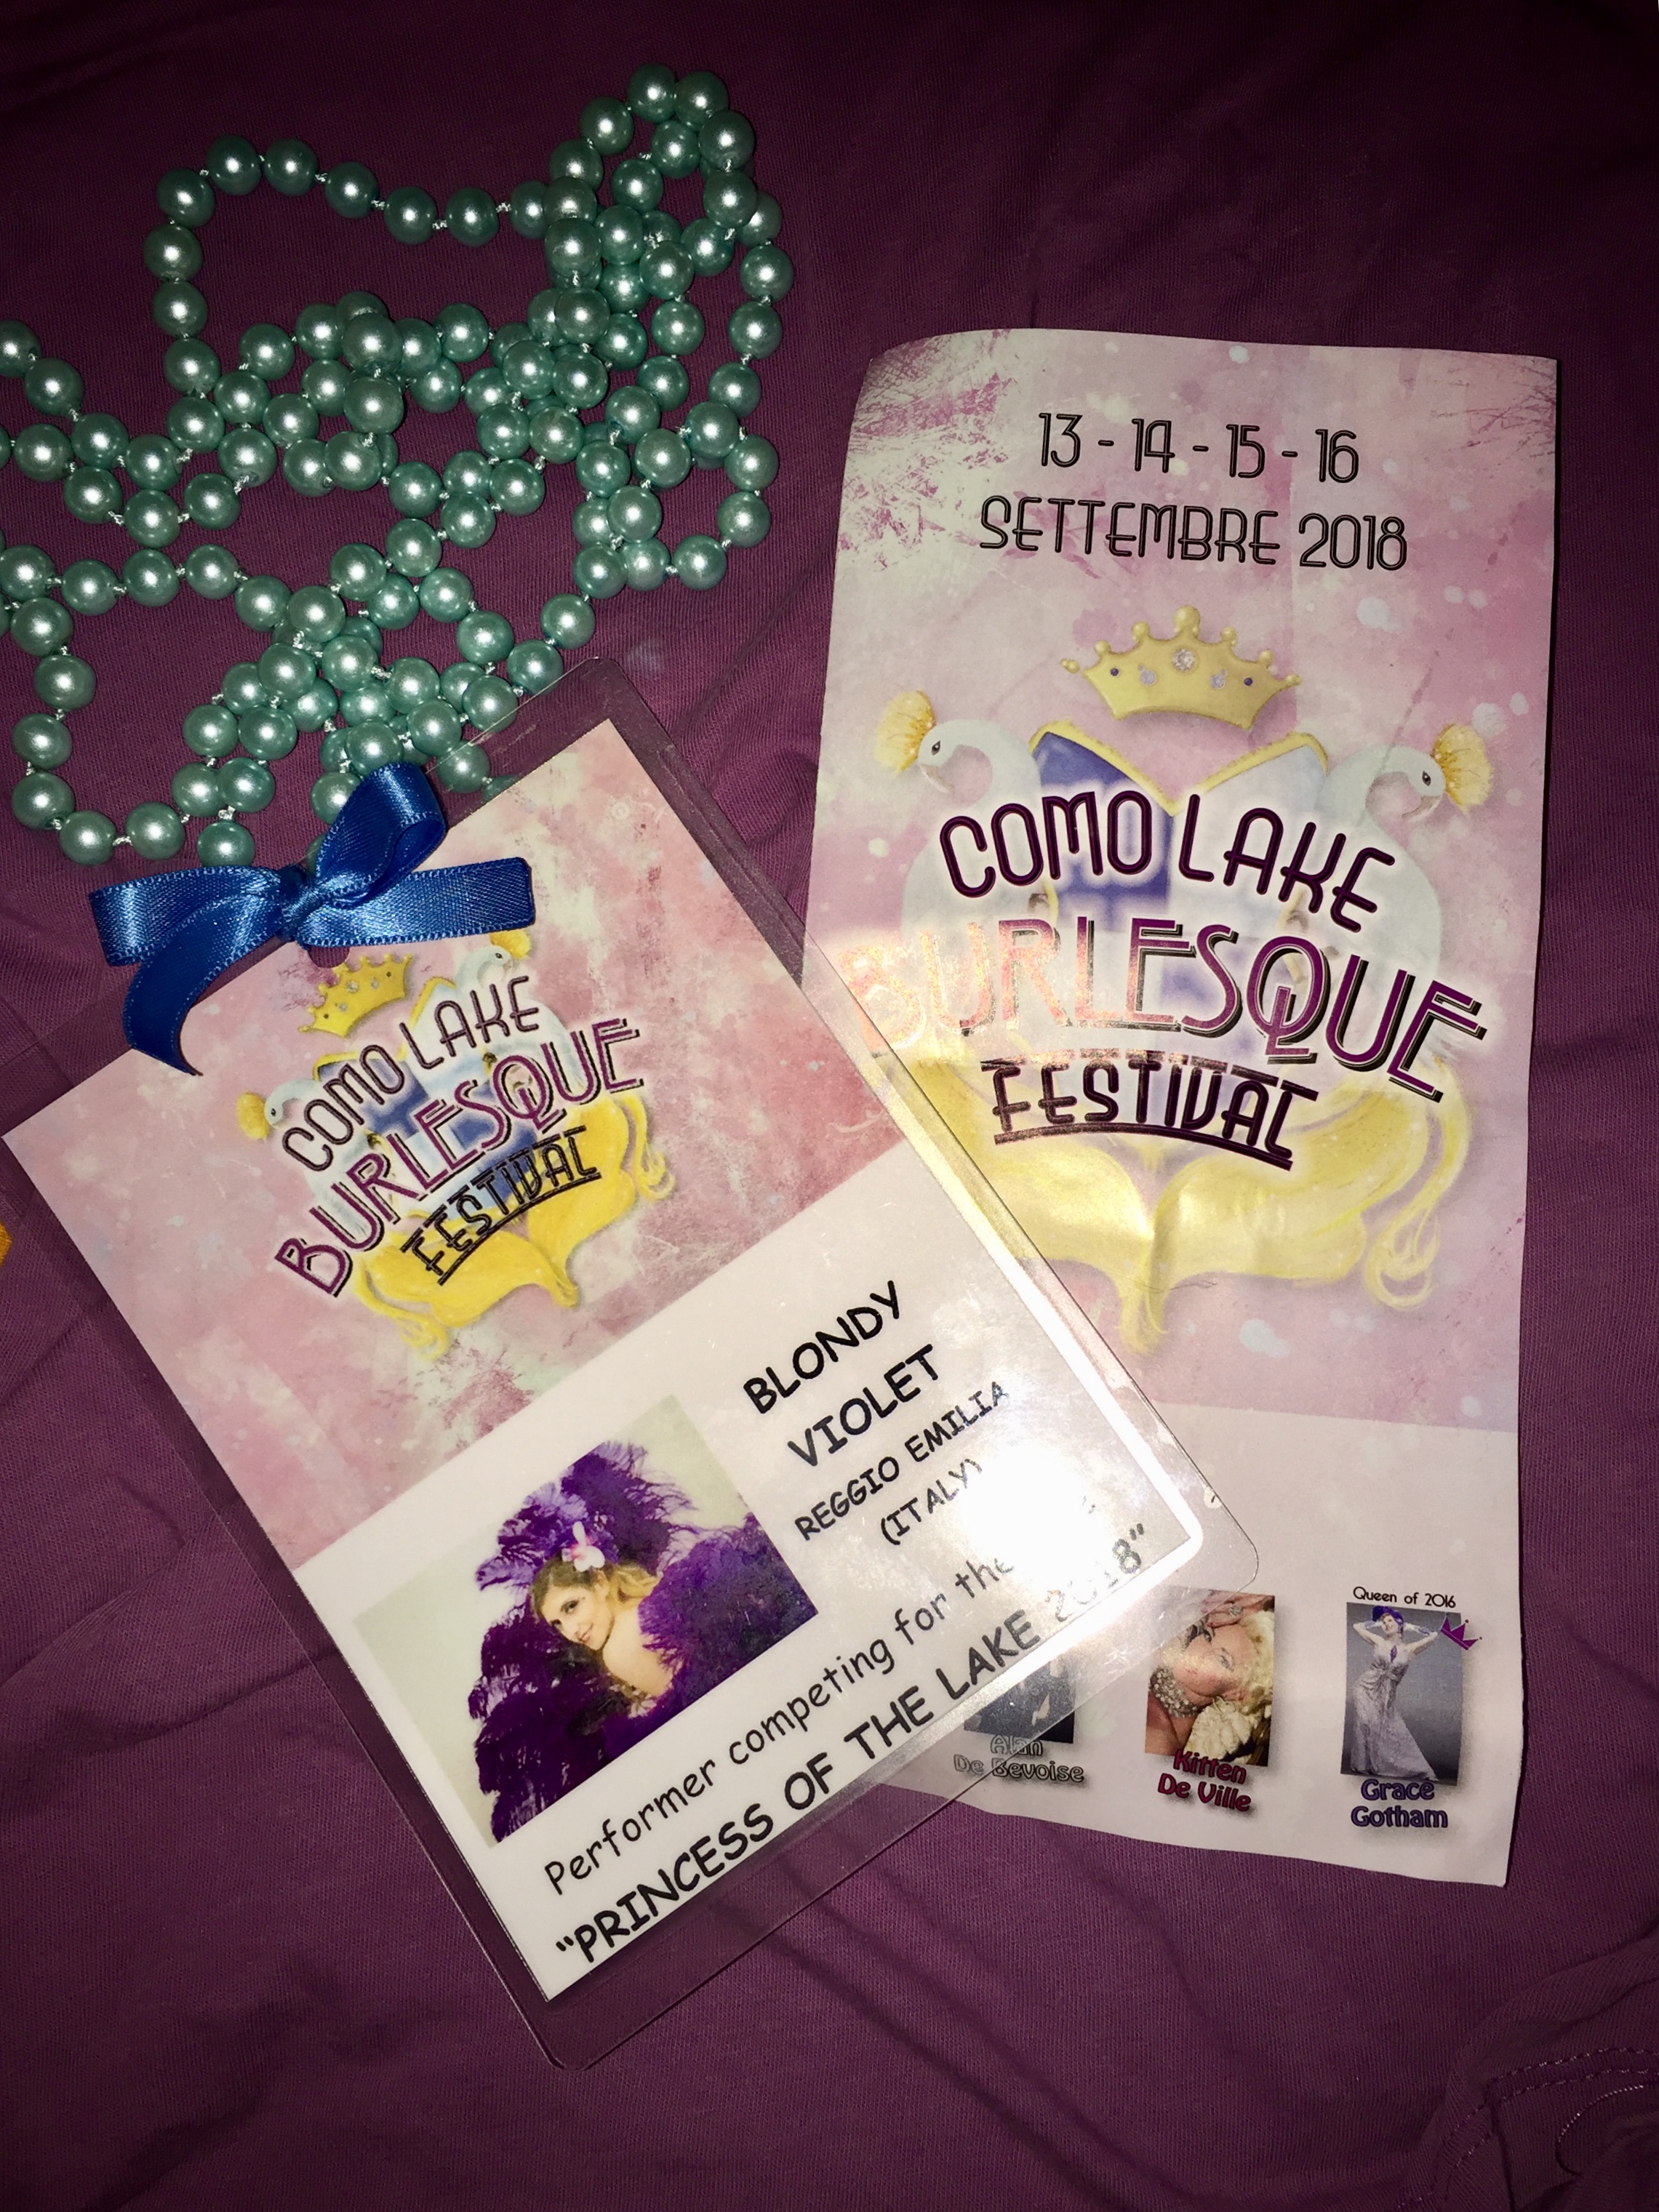 13 - 14 - 15 - 16
SETTEMBRE 2018
COMO LAKE
BURLESQUE
FESTIVAL
Queen of 2016
Alan
De Bevoise
Kitten
De Ville
Grace
Gotham
COMO LAKE
BURLESQUE
FESTIVAL
BLONDY
VIOLET
REGGIO EMILIA
(ITALY)
Performer competing for the
"PRINCESS OF THE LAKE 2018"